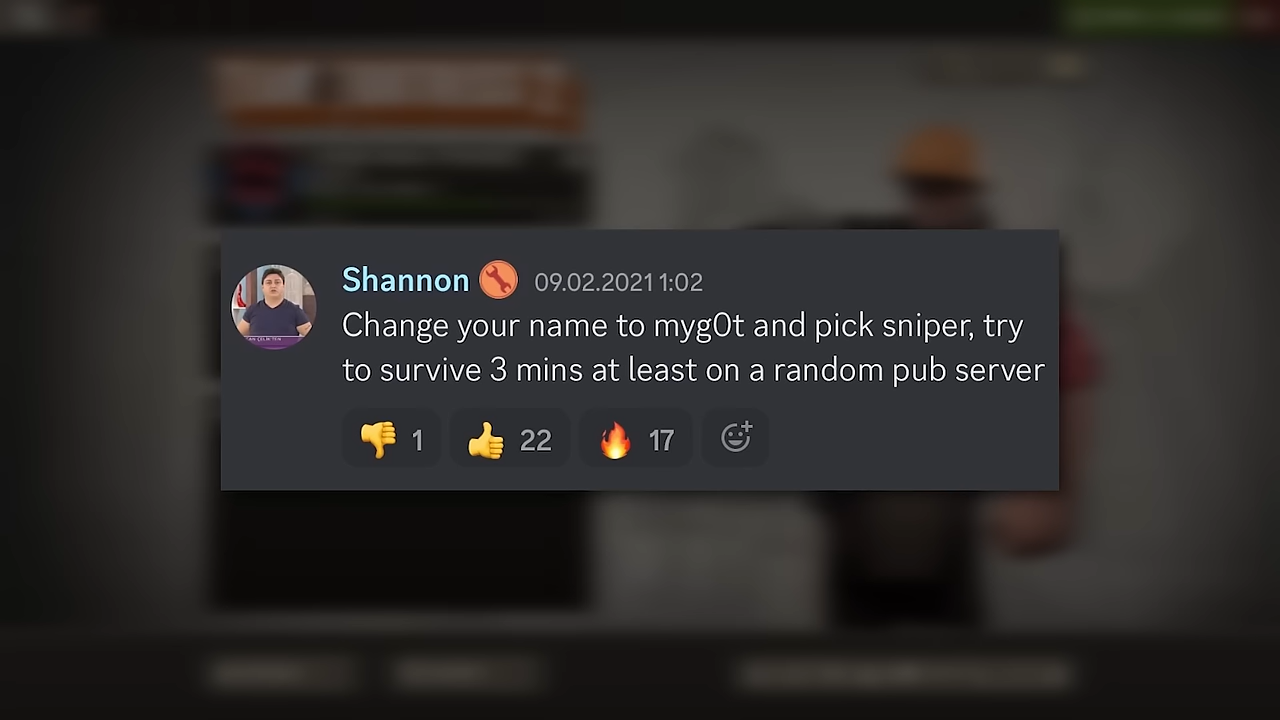 Shannon 09.02.2021 1:02
Change your name to myg0t and pick sniper, try
to survive 3 mins at least on a random pub server
1 22 17